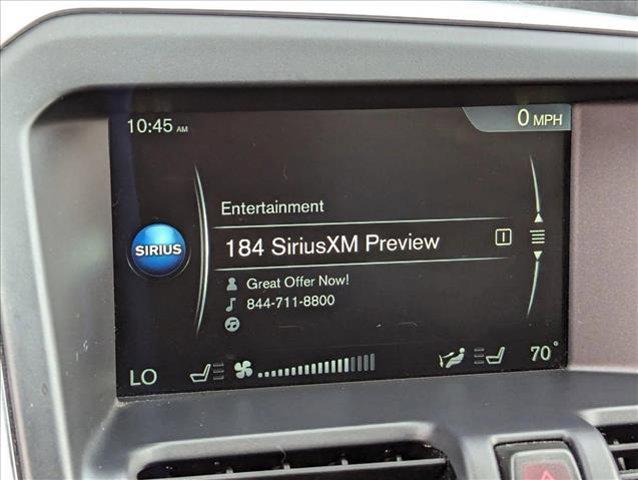 10:45 AM
0 MPH
Entertainment
SIRIUS
184 SiriusXM Preview
Great Offer Now!
844-711-8800
LO
70°